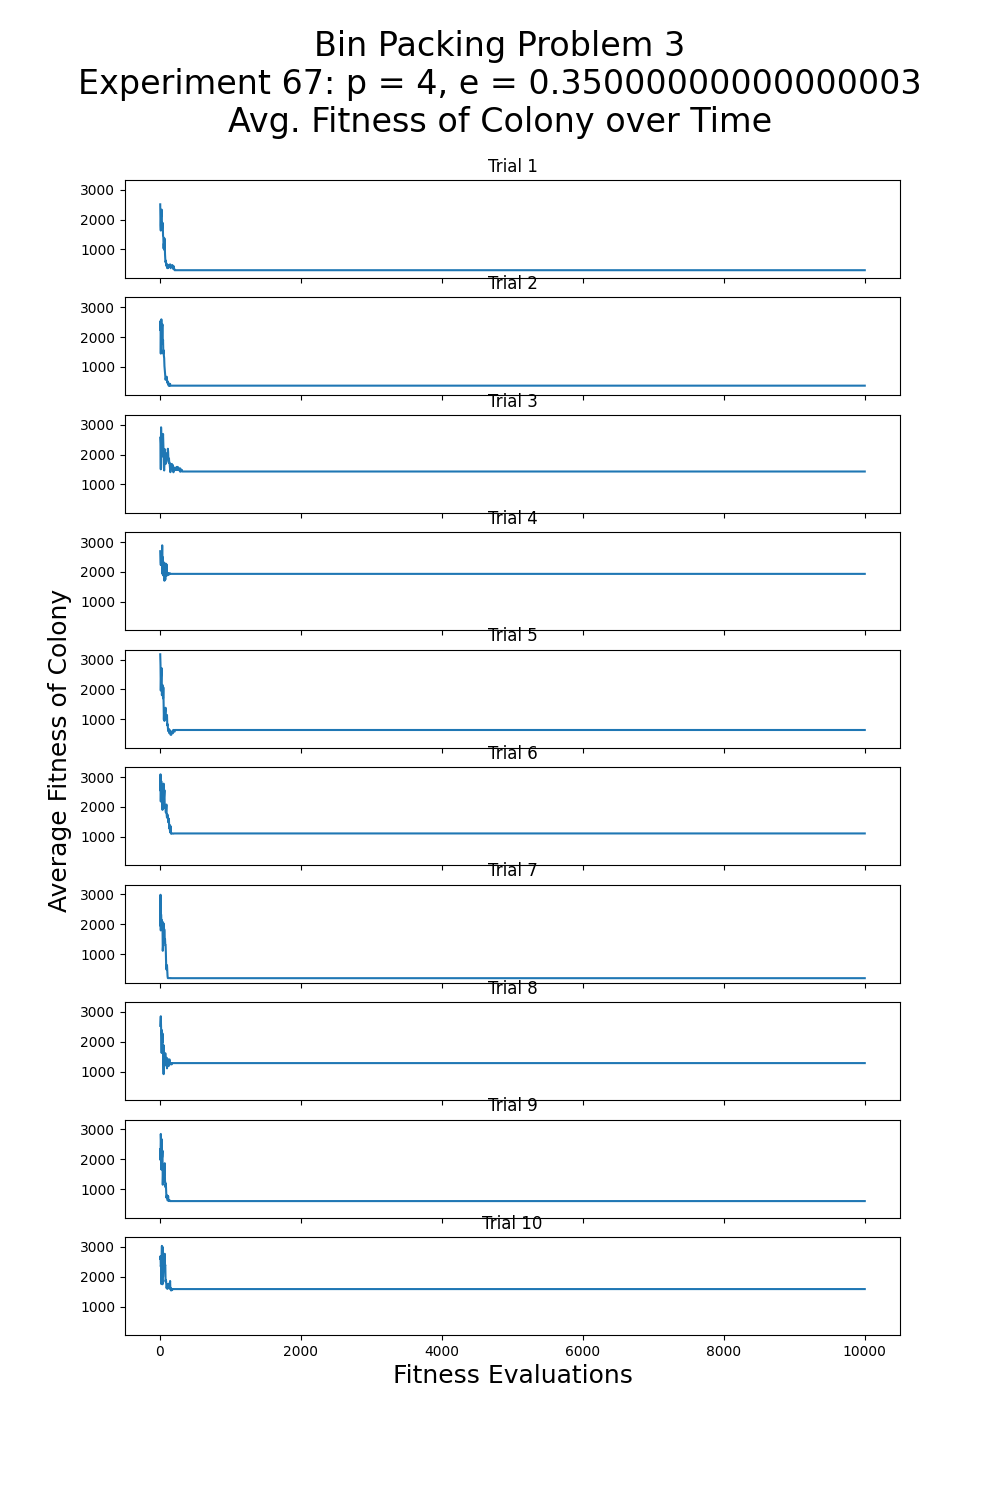 Bin Packing Problem 3
Experiment 67: p = 4, e = 0.35000000000000003
Avg. Fitness of Colony over Time
Trial 1
3000
2000
1000
Trial 2
3000
2000
1000
Trial 3
3000
2000
1000
Trial 4
3000
2000
1000
Trial 5
3000
2000
1000
Trial 6
3000
2000
1000
Trial 7
3000
2000
1000
Trial 8
3000
2000
1000
Trial 9
3000
2000
1000
Trial 10
3000
2000
1000
0 2000 4000 6000 8000 10000
Fitness Evaluations
Average Fitness of Colony